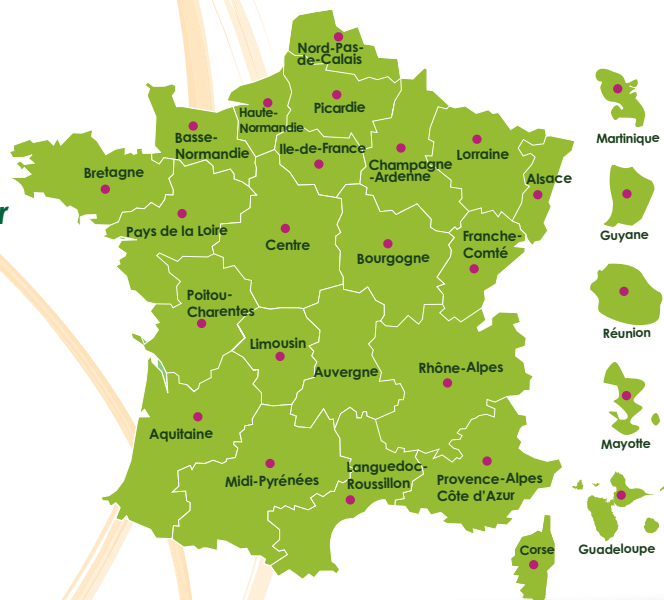 Nord-Pas-
de-Calais
Haute-
Normandie
Picardie
Basse-
Normandie
Ile-de-France
Champagne
-Ardenne
Lorraine
Alsace
Martinique
Bretagne
r
Pays de la Loire
Centre
Bourgogne
Franche-
Comté
Guyane
Poitou-
Charentes
Limousin
Auvergne
Rhône-Alpes
Réunion
Aquitaine
Midi-Pyrénées
Languedoc-
Roussillon
Provence-Alpes
Côte d'Azur
Mayotte
Corse
Guadeloupe